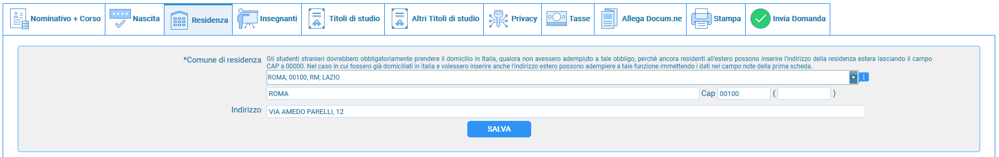 Nominativo + Corso
Nascita
Residenza
Insegnanti
Titoli di studio
Altri Titoli di studio
Privacy
Tasse
Allega Docum.ne
Stampa
Invia Domanda
*Comune di residenza
Gli studenti stranieri dovrebbero obbligatoriamente prendere il domicilio in Italia, qualora non avessero adempiuto a tale obbligo, perchè ancora residenti all'estero possono inserire l'indirizzo della residenza estera lasciando il campo
CAP a 00000. Nel caso in cui fossero già domiciliati in italia e volessero inserire anche l'indirizzo estero possono adempiere a tale funzione immettendo i dati nel campo note della prima scheda.
ROMA; 00100; RM; LAZIO
i
ROMA Cap 00100 ( )
Indirizzo VIA AMEDO PARELLI, 12
SALVA